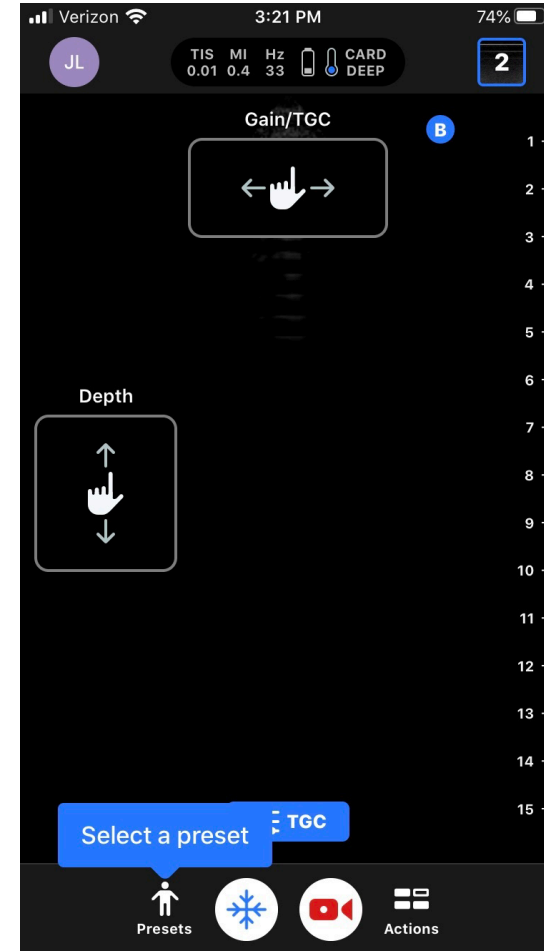 Verizon 3:21 PM 74%
JL
TIS MI Hz CARD
0.01 0.4 33 DEEP
2
Gain/TGC
B
1
2
3
4
5
Depth
6
7
8
9
10
11
12
13
14
15
TGC
Select a preset
Presets
Actions